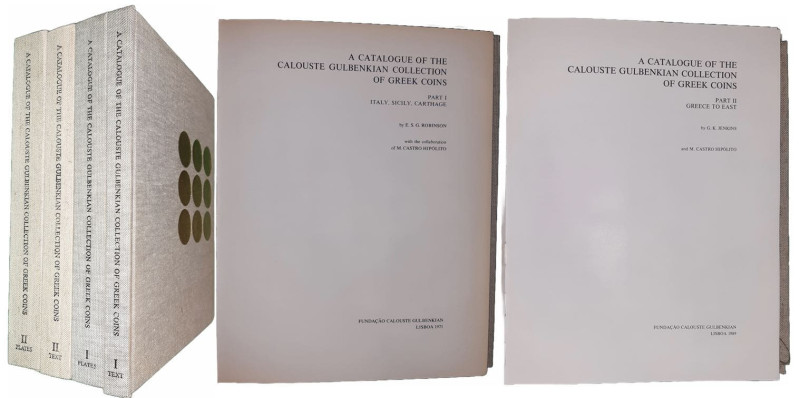 A CATALOGUE OF THE CALOUSTE GULBENKIAN COLLECTION OF GREEK COINS
II
PLATES
A CATALOGUE OF THE CALOUSTE GULBENKIAN COLLECTION OF GREEK COINS
II
TEXT
A CATALOGUE OF THE CALOUSTE GULBENKIAN COLLECTION OF GREEK COINS
I
PLATES
A CATALOGUE OF THE CALOUSTE GULBENKIAN COLLECTION OF GREEK COINS
I
TEXT
A CATALOGUE OF THE
CALOUSTE GULBENKIAN COLLECTION
OF GREEK COINS
PART I
ITALY, SICILY, CARTHAGE
by E. S. G. ROBINSON
with the collaboration
of M. CASTRO HIPÓLITO
FUNDAÇÃO CALOUSTE GULBENKIAN
LISBOA 1971
A CATALOGUE OF THE
CALOUSTE GULBENKIAN COLLECTION
OF GREEK COINS
PART II
GREECE TO EAST
by G. K. JENKINS
and M. CASTRO HIPÓLITO
FUNDAÇÃO CALOUSTE GULBENKIAN
LISBOA 1989